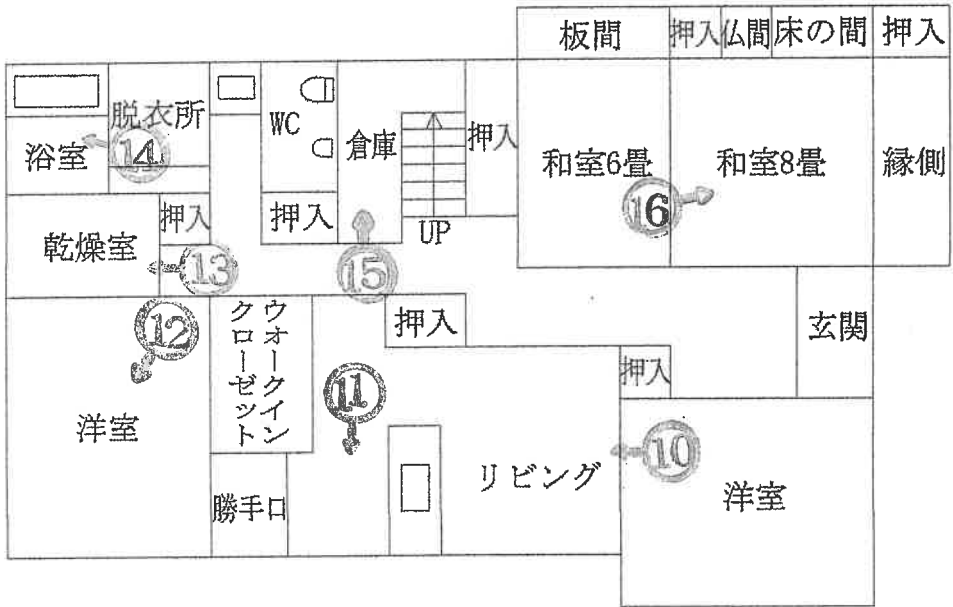 板間
押入
仏間
床の間
押入
脱衣所
WC
倉庫
押入
和室6畳
和室8畳
縁側
浴室
14
16
押入
押入
UP
乾燥室
13
15
ウオークイン
クローゼット
押入
玄関
12
11
押入
洋室
リビング
10
洋室
勝手口